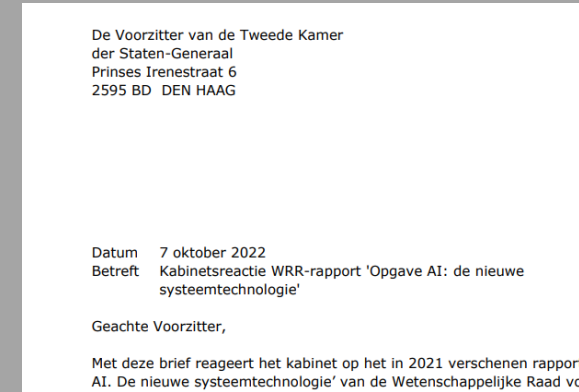 De Voorzitter van de Tweede Kamer
der Staten-Generaal
Prinses Irenestraat 6
2595 BD  DEN HAAG
Datum 7 oktober 2022
Betreft Kabinetsreactie WRR-rapport 'Opgave AI: de nieuwe
systeemtechnologie'
Geachte Voorzitter,
Met deze brief reageert het kabinet op het in 2021 verschenen rapport
AI. De nieuwe systeemtechnologie’ van de Wetenschappelijke Raad